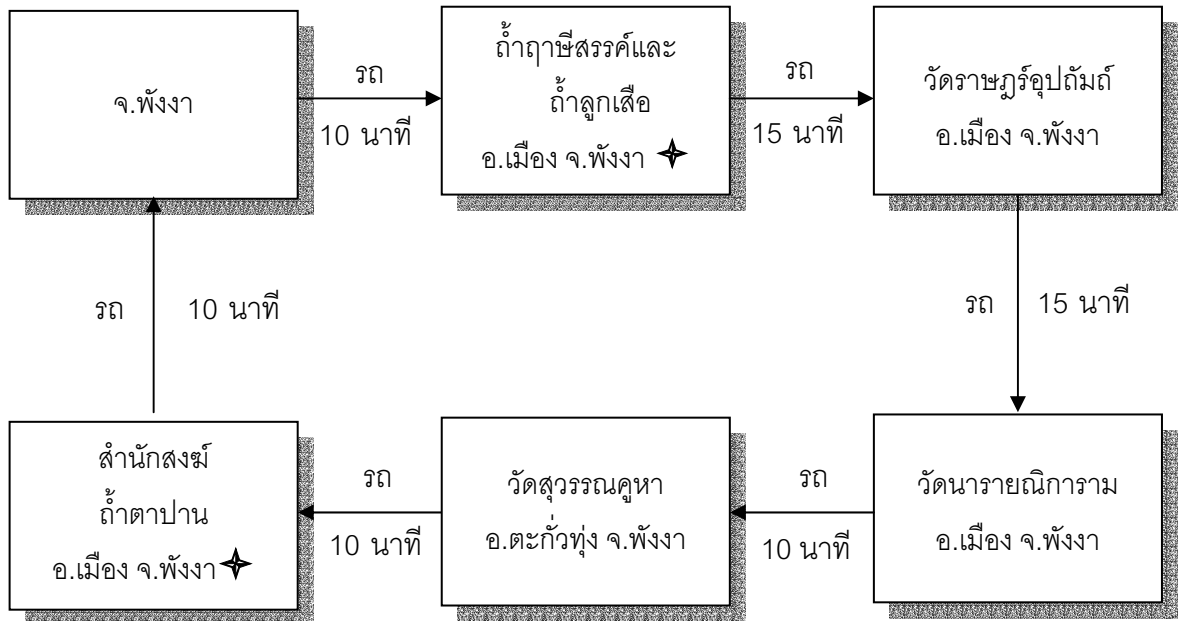 จ.พังงา
รถ
10 นาที
ถ้ำฤาษีสรรค์และ
ถ้ำลูกเสือ
อ.เมือง จ.พังงา
รถ
15 นาที
วัดราษฎร์อุปถัมถ์
อ.เมือง จ.พังงา
รถ
15 นาที
วัดนารายณิการาม
อ.เมือง จ.พังงา
รถ
10 นาที
วัดสุวรรณคูหา
อ.ตะกั่วทุ่ง จ.พังงา
รถ
10 นาที
สำนักสงฆ์
ถ้ำตาปาน
อ.เมือง จ.พังงา
รถ
10 นาที